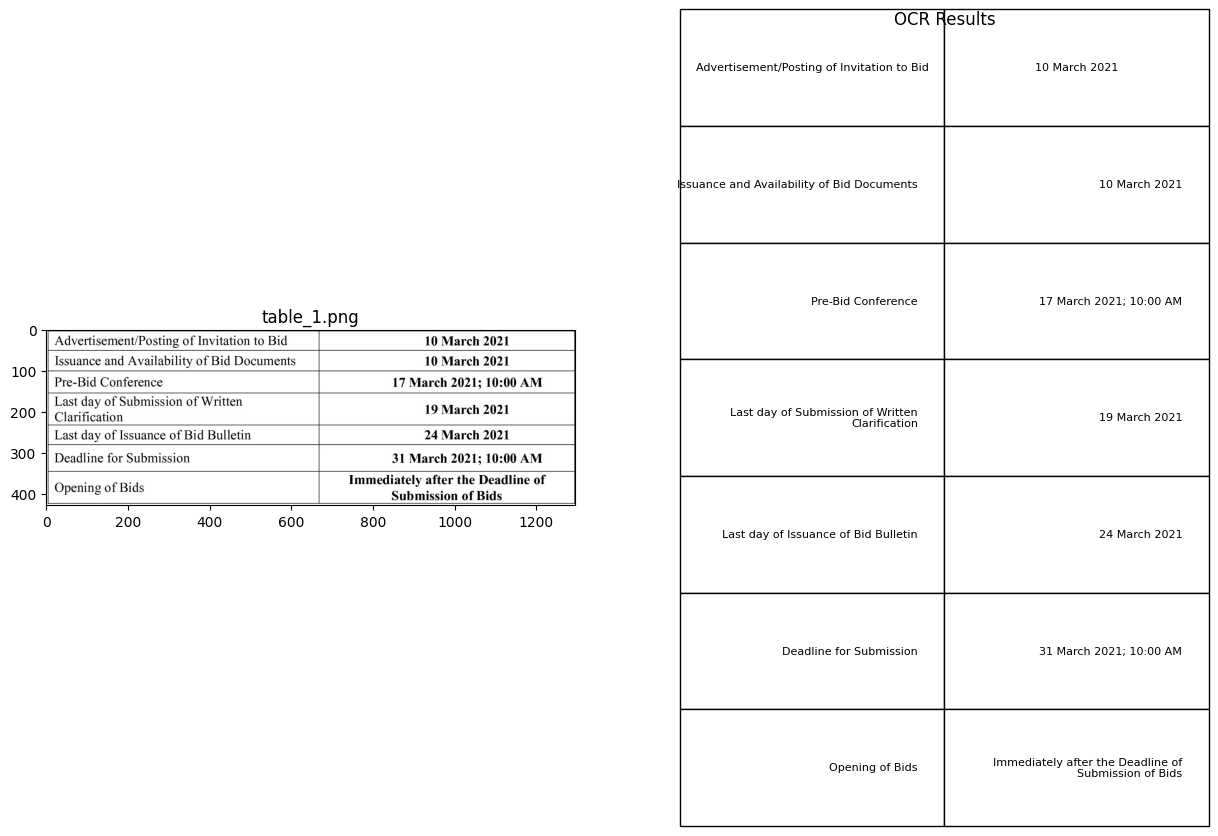 table_1.png
0
100
200
300
400
0 200 400 600 800 1000 1200
Advertisement/Posting of Invitation to Bid 10 March 2021
Issuance and Availability of Bid Documents 10 March 2021
Pre-Bid Conference 17 March 2021; 10:00 AM
Last day of Submission of Written
Clarification 19 March 2021
Last day of Issuance of Bid Bulletin 24 March 2021
Deadline for Submission 31 March 2021; 10:00 AM
Opening of Bids Immediately after the Deadline of
Submission of Bids
OCR Results
Advertisement/Posting of Invitation to Bid 10 March 2021
Issuance and Availability of Bid Documents 10 March 2021
Pre-Bid Conference 17 March 2021; 10:00 AM
Last day of Submission of Written
Clarification 19 March 2021
Last day of Issuance of Bid Bulletin 24 March 2021
Deadline for Submission 31 March 2021; 10:00 AM
Opening of Bids Immediately after the Deadline of
Submission of Bids